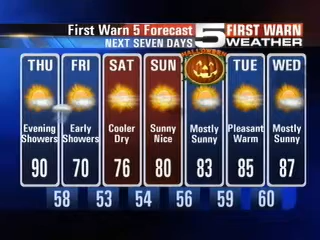 First Warn 5 Forecast
NEXT SEVEN DAYS
5 FIRST WARN
WEATHER
HALLOWEEN
THU FRI SAT SUN TUE WED
Evening Early Cooler Sunny Mostly Pleasant Mostly
Showers Showers Dry Nice Sunny Warm Sunny
90 70 76 80 83 85 87
58 53 54 56 59 60